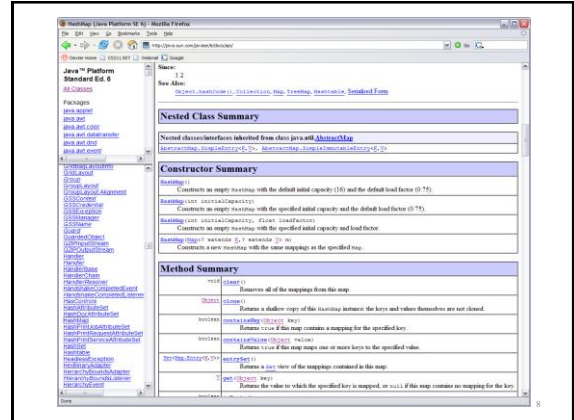 HashMap (Java Platform SE 6) - Mozilla Firefox
File Edit View Go Bookmarks Tools Help
http://java.sun.com/javase/6/docs/api/
Java™ Platform
Standard Ed. 6
All Classes
Packages
java.applet
java.awt
java.awt.color
java.awt.datatransfer
java.awt.dnd
java.awt.event
GridLayout
Group
GroupLayout
GroupLayout.Alignment
GSSContext
GSSCredential
GSSException
GSSManager
GSSName
Guard
GuardedObject
GZIPInputStream
GZIPOutputStream
Handler
Handler
HandlerBase
HandlerChain
HandlerResolver
HandshakeCompletedEvent
HandshakeCompletedListener
HasControls
HashAttributeSet
HashDocAttributeSet
HashMap
HashPrintJobAttributeSet
HashPrintRequestAttributeSet
HashPrintServiceAttributeSet
HashSet
Hashtable
HeadlessException
HexBinaryAdapter
HierarchyBoundsAdapter
HierarchyBoundsListener
HierarchyEvent
Since:
1.2
See Also:
Object.hashCode(), Collection, Map, TreeMap, Hashtable, Serialized Form
Nested Class Summary
Nested classes/interfaces inherited from class java.util.AbstractMap
AbstractMap.SimpleEntry<K,V>, AbstractMap.SimpleImmutableEntry<K,V>
Constructor Summary
HashMap()
Constructs an empty HashMap with the default initial capacity (16) and the default load factor (0.75).
HashMap(int initialCapacity)
Constructs an empty HashMap with the specified initial capacity and the default load factor (0.75).
HashMap(int initialCapacity, float loadFactor)
Constructs an empty HashMap with the specified initial capacity and load factor.
HashMap(Map<? extends K,? extends V> m)
Constructs a new HashMap with the same mappings as the specified Map.
Method Summary
void clear()
Removes all of the mappings from this map.
Object clone()
Returns a shallow copy of this HashMap instance: the keys and values themselves are not cloned.
boolean containsKey(Object key)
Returns true if this map contains a mapping for the specified key.
boolean containsValue(Object value)
Returns true if this map maps one or more keys to the specified value.
Set<Map.Entry<K,V>> entrySet()
Returns a Set view of the mappings contained in this map.
V get(Object key)
Returns the value to which the specified key is mapped, or null if this map contains no mapping for the key.
Done
8